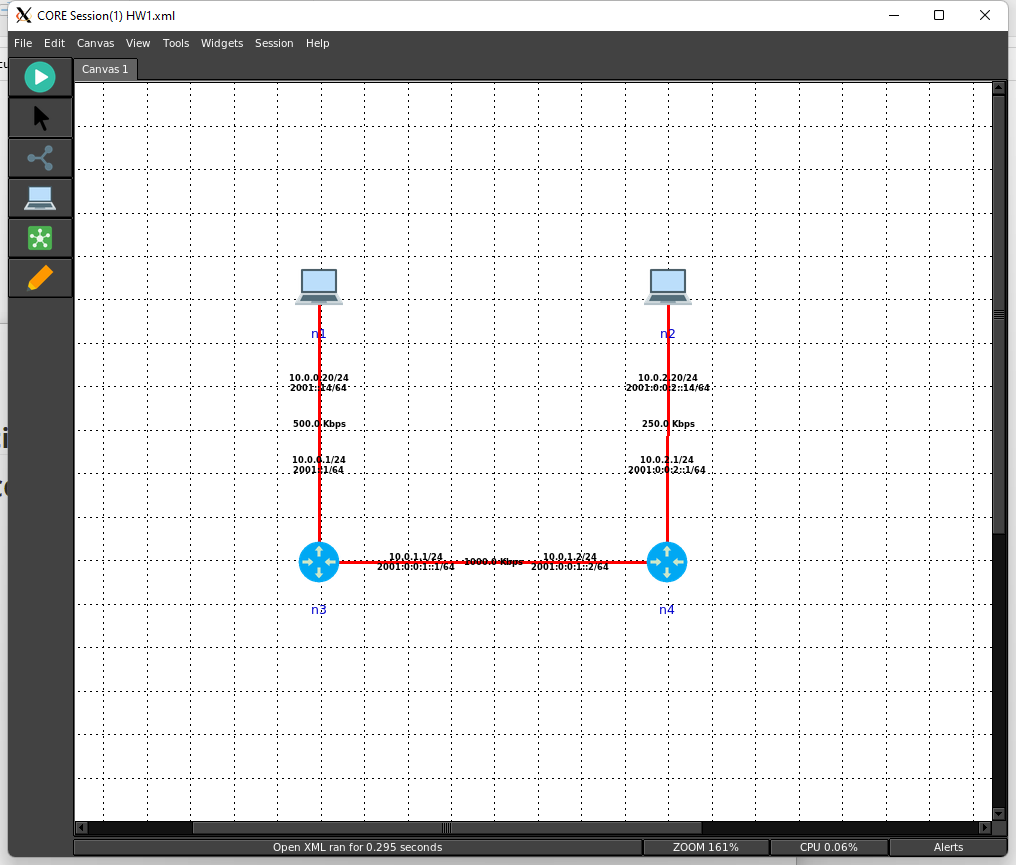 CORE Session(1) HW1.xml
File Edit Canvas View Tools Widgets Session Help
Canvas 1
n1
n2
10.0.0.20/24
2001::14/64
10.0.2.20/24
2001:0:0:2::14/64
500.0 Kbps
250.0 Kbps
10.0.0.1/24
2001::1/64
10.0.2.1/24
2001:0:0:2::1/64
10.0.1.1/24
2001:0:0:1::1/64
1000.0 Kbps
10.0.1.2/24
2001:0:0:1::2/64
n3
n4
Open XML ran for 0.295 seconds
ZOOM 161%
CPU 0.06%
Alerts